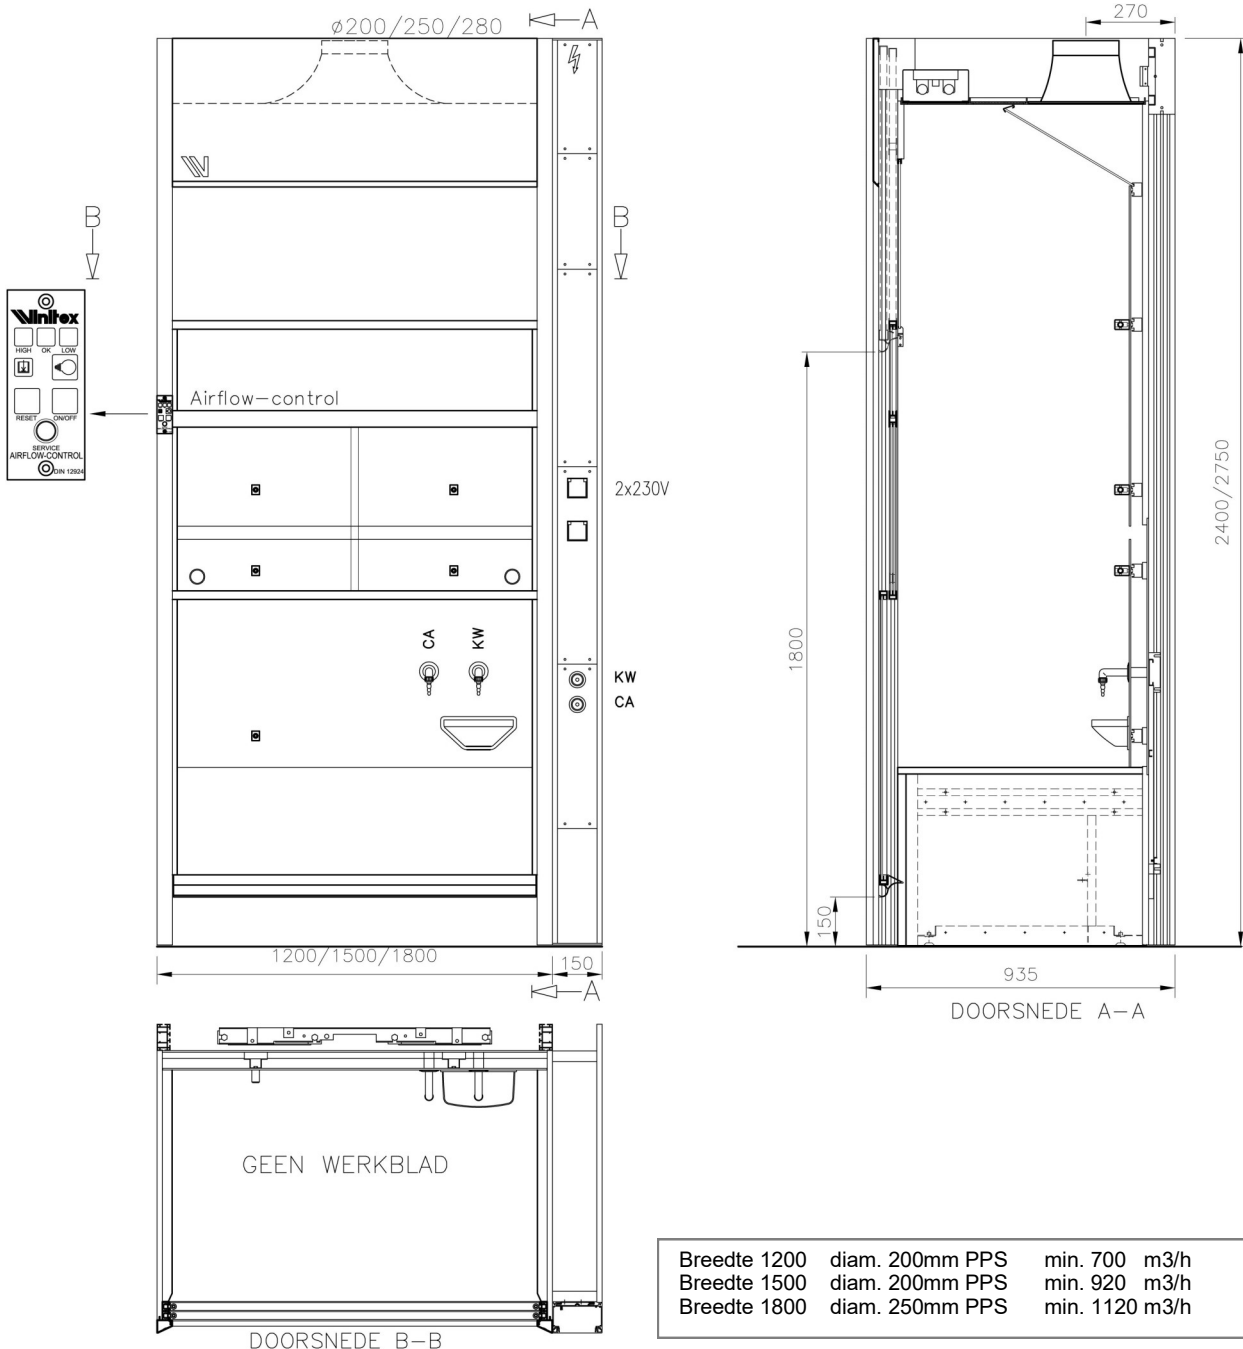 ø200/250/280
A
270
B
B
Winitox
HIGH OK LOW
RESET ON/OFF
SERVICE
AIRFLOW-CONTROL
DIN 12924
Airflow-control
2x230V
CA KW
KW
CA
1800
150
2400/2750
1200/1500/1800
150
A
935
DOORSNEDE A-A
GEEN WERKBLAD
DOORSNEDE B-B
Breedte 1200 diam. 200mm PPS min. 700 m3/h
Breedte 1500 diam. 200mm PPS min. 920 m3/h
Breedte 1800 diam. 250mm PPS min. 1120 m3/h